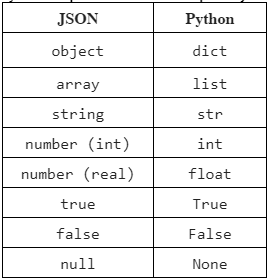 JSON Python
object dict
array list
string str
number (int) int
number (real) float
true True
false False
null None